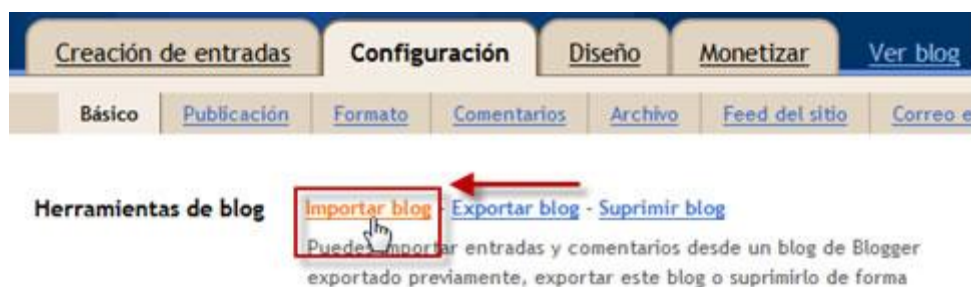 Creación de entradas Configuración Diseño Monetizar Ver blog
Básico Publicación Formato Comentarios Archivo Feed del sitio Correo e
Herramientas de blog Importar blog - Exportar blog - Suprimir blog
Puedes importar entradas y comentarios desde un blog de Blogger
exportado previamente, exportar este blog o suprimirlo de forma